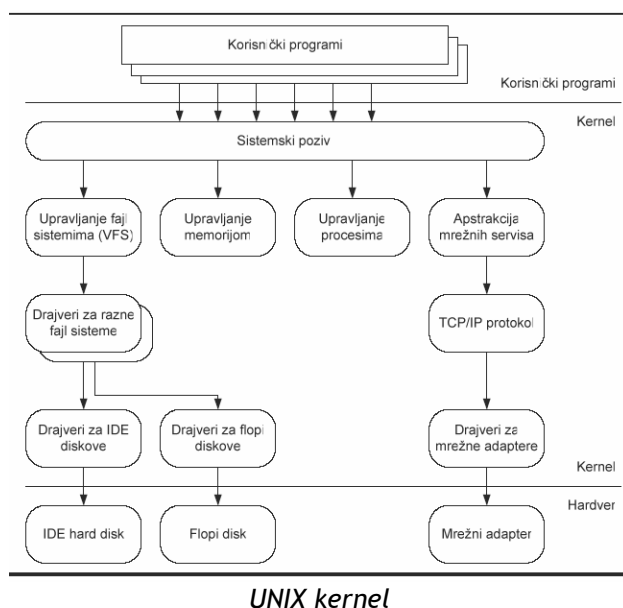 Korisnički programi
Korisnički programi
Kernel
Sistemski poziv
Upravljanje fajl
sistemima (VFS)
Upravljanje
memorijom
Upravljanje
procesima
Apstrakcija
mrežnih servisa
Drajveri za razne
fajl sisteme
TCP/IP protokol
Drajveri za IDE
diskove
Drajveri za flopi
diskove
Drajveri za
mrežne adaptere
Kernel
Hardver
IDE hard disk
Flopi disk
Mrežni adapter
UNIX kernel